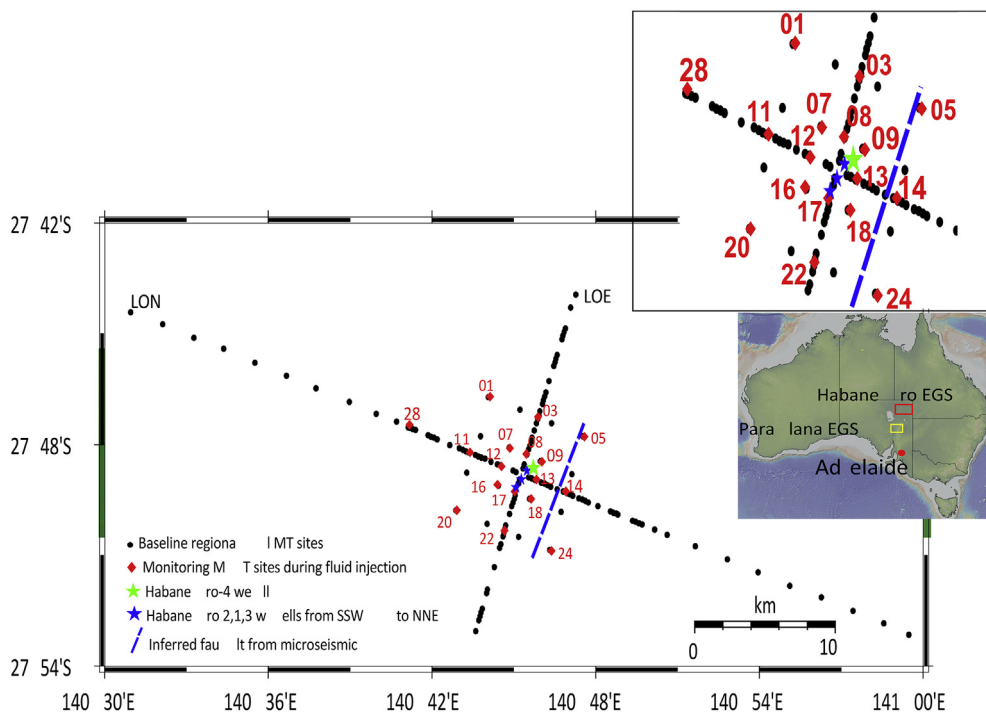 01
03
28
05
07
08
11
09
12
13
16
14
17
18
20
22
24
27 42'S
LON
LOE
01
03
28
05
07
08
11
09
12
13
14
16
17
18
20
22
24
27 48'S
27 54'S
Habane ro EGS
Para lana EGS
Ad elaide
Baseline regiona l MT sites
Monitoring M T sites during fluid injection
Habane ro-4 we ll
Habane ro 2,1,3 w ells from SSW to NNE
Inferred fau lt from microseismic
km
0 10
140 30'E 140 36'E 140 42'E 140 48'E 140 54'E 141 00'E